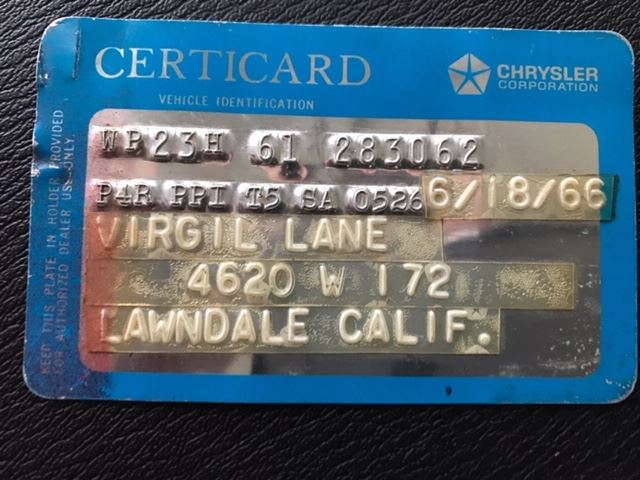 CERTICARD
CHRYSLER
CORPORATION
VEHICLE IDENTIFICATION
WP23H 61 283062
P4R PPI T5 SA 0526 6/18/66
VIRGIL LANE
4620 W 172
LAWNDALE CALIF.
KEEP THIS PLATE IN HOLDER PROVIDED
FOR AUTHORIZED DEALER USE ONLY.